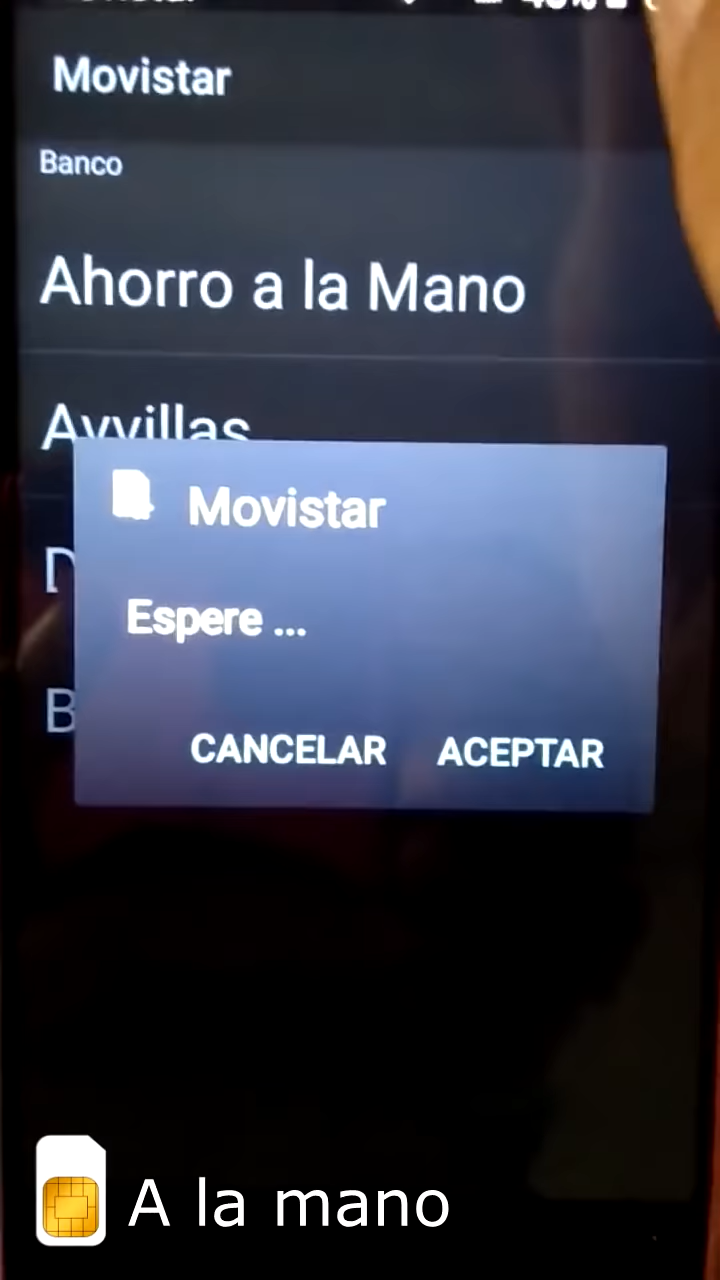 Movistar
Banco
Ahorro a la Mano
Avvillas
Movistar
Espere ...
CANCELAR ACEPTAR
A la mano